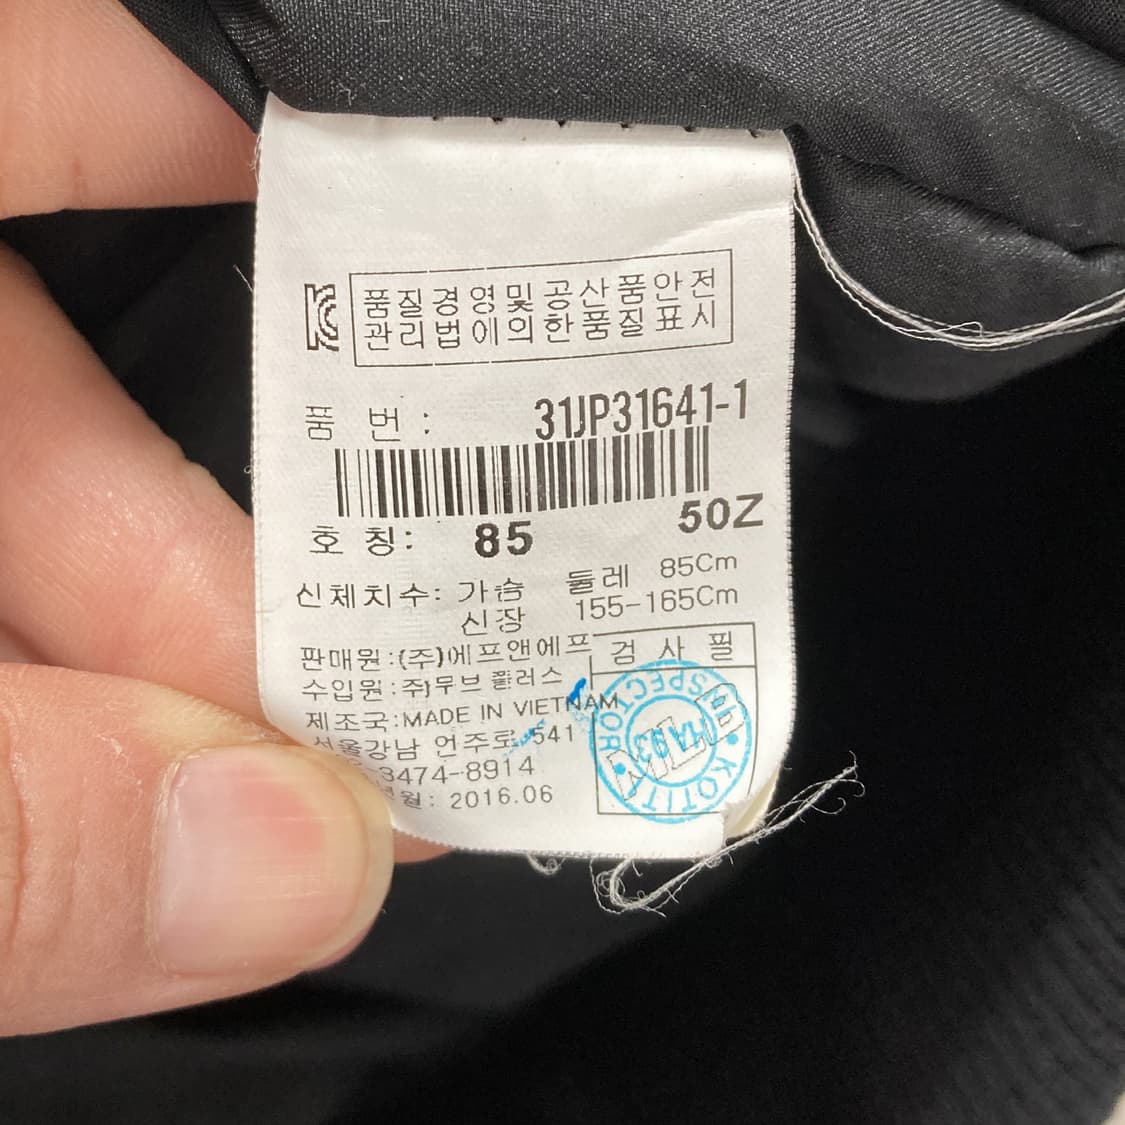 품질경영및공산품안전
관리법에의한품질표시
품 번 : 31JP31641-1
50Z
호 칭: 85
신체치수: 가슴 둘레 85Cm
신장 155-165Cm
판매원:(주)에프앤에프
검 사 필
수입원:주)무브 플러스
제조국:MADE IN VIETNAM
서울강남 언주로 541
3474-8914
월: 2016.06
MLB
INSPECTOR
HA93
KOTITI